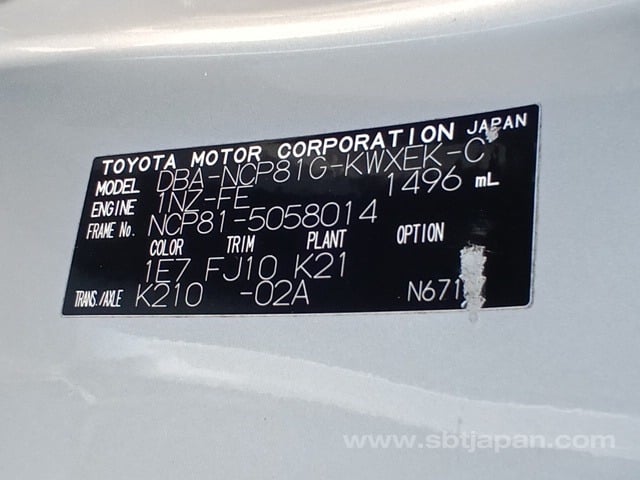 TOYOTA MOTOR CORPORATION JAPAN
MODEL DBA-NCP81G-KWXEK-C
ENGINE 1NZ-FE 1496 mL
FRAME No. NCP81-5058014
COLOR TRIM PLANT OPTION
1E7 FJ10 K21
TRANS./AXLE K210 -02A N671
www.sbtjapan.com